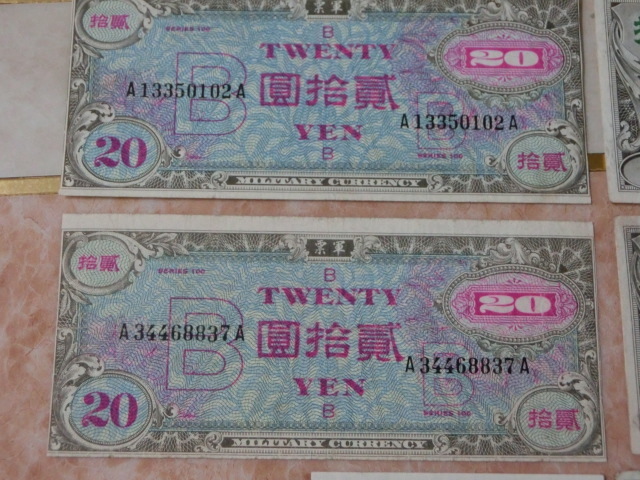 票軍
拾貳
SERIES 100
B
TWENTY
20
A13350102A
B
圓拾貳
B
A13350102A
YEN
SERIES 100
20
B
拾貳
MILITARY CURRENCY
票軍
拾貳
SERIES 100
B
TWENTY
20
A34468837A
B
圓拾貳
B
A34468837A
YEN
20
B
SERIES 100
拾貳
MILITARY CURRENCY